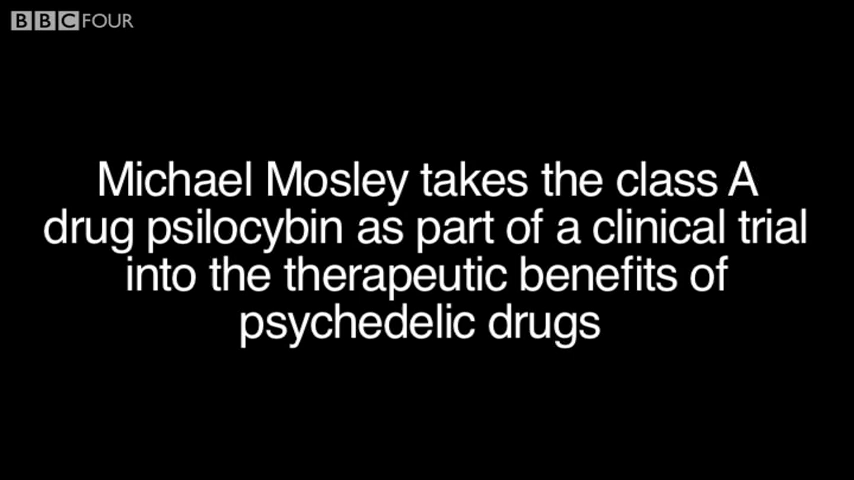 BBC FOUR
Michael Mosley takes the class A
drug psilocybin as part of a clinical trial
into the therapeutic benefits of
psychedelic drugs